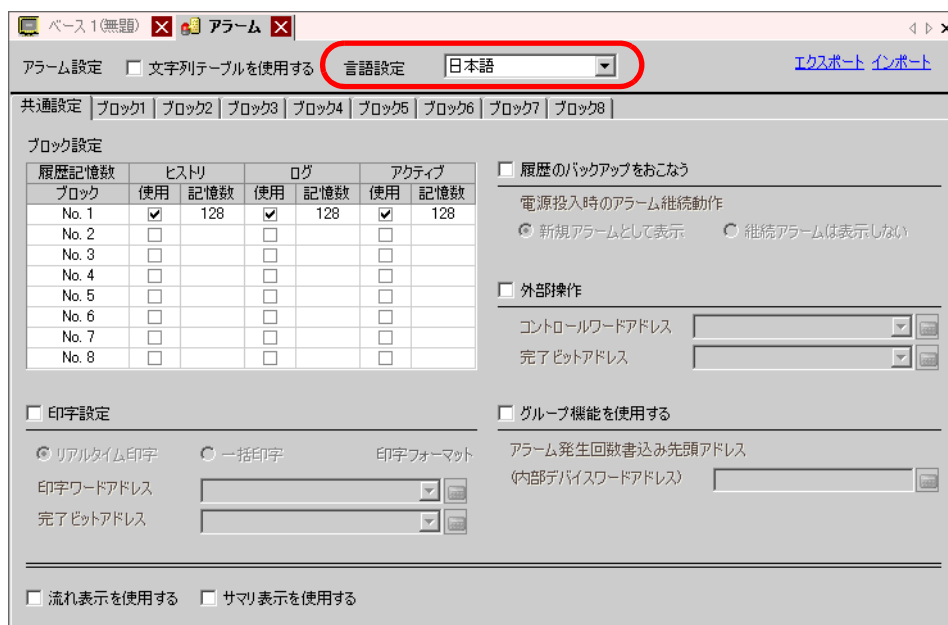 ベース 1(無題) アラーム
アラーム設定 文字列テーブルを使用する 言語設定 日本語 エクスポート インポート
共通設定 ブロック1 ブロック2 ブロック3 ブロック4 ブロック5 ブロック6 ブロック7 ブロック8
ブロック設定
履歴記憶数 ヒストリ ログ アクティブ
ブロック 使用 記憶数 使用 記憶数 使用 記憶数
No. 1 128 128 128
No. 2
No. 3
No. 4
No. 5
No. 6
No. 7
No. 8
履歴のバックアップをおこなう
電源投入時のアラーム継続動作
新規アラームとして表示 継続アラームは表示しない
外部操作
コントロールワードアドレス
完了ビットアドレス
印字設定
リアルタイム印字 一括印字 印字フォーマット
印字ワードアドレス
完了ビットアドレス
グループ機能を使用する
アラーム発生回数書込み先頭アドレス
(内部デバイスワードアドレス)
流れ表示を使用する サマリ表示を使用する